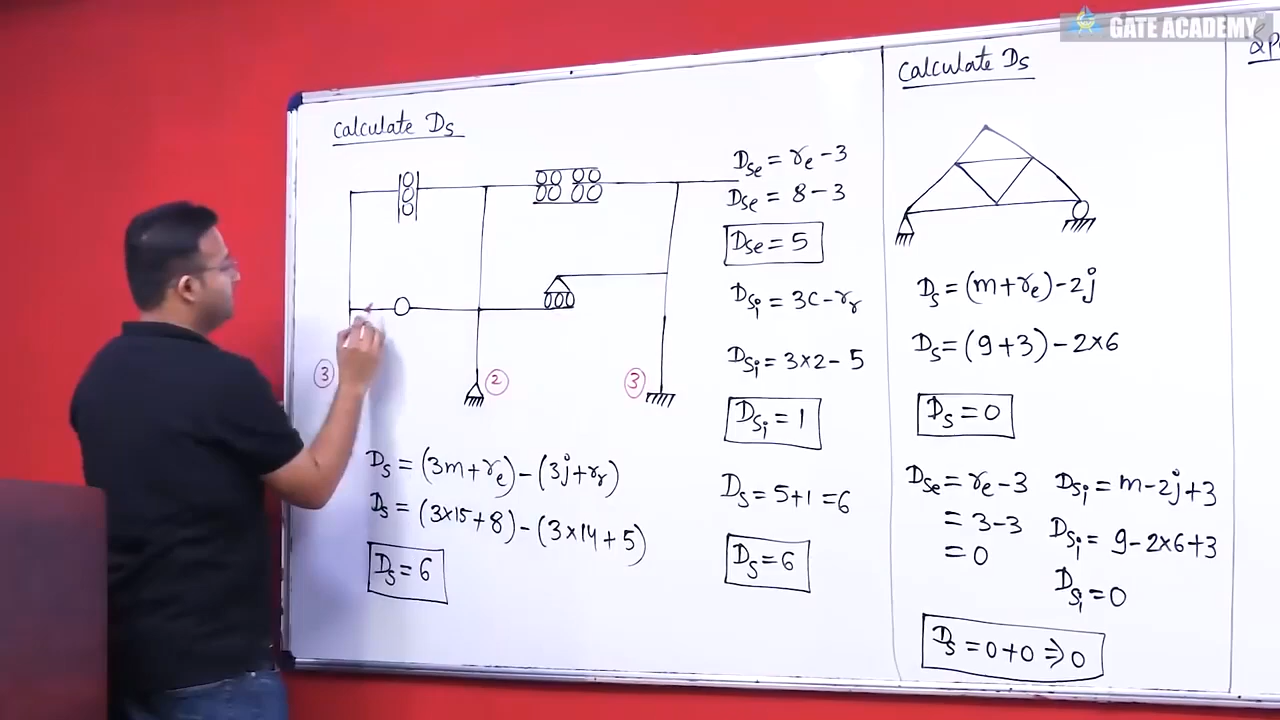 GATE ACADEMY
Calculate Ds
③
②
③
Ds = (3m+re) - (3j+rr)
Ds = (3×15+8) - (3×14+5)
Ds = 6
Dse = re - 3
Dse = 8 - 3
Dse = 5
Dsi = 3c - rr
Dsi = 3×2 - 5
Dsi = 1
Ds = 5+1 = 6
Ds = 6
Calculate Ds
Ds = (m+re) - 2j
Ds = (9+3) - 2×6
Ds = 0
Dse = re - 3
= 3-3
= 0
Dsi = m-2j+3
Dsi = 9-2×6+3
Dsi = 0
Ds = 0+0 ⇒ 0